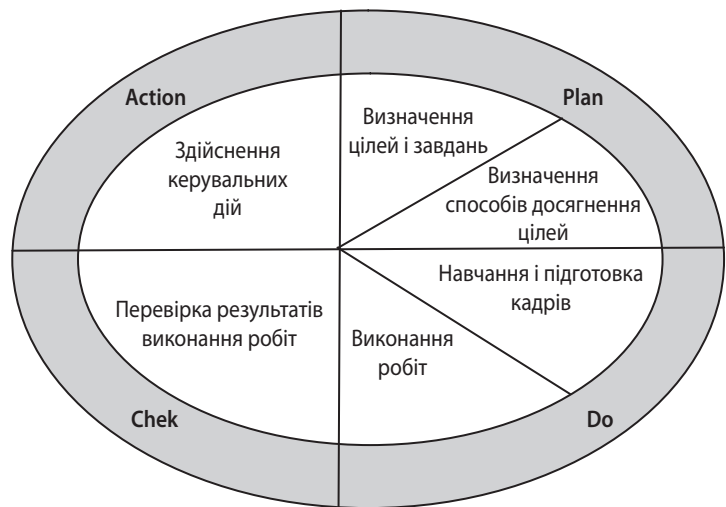 Action
Plan
Визначення
цілей і завдань
Здійснення
керувальних
дій
Визначення
способів досягнення
цілей
Навчання і підготовка
кадрів
Перевірка результатів
виконання робіт
Виконання
робіт
Chek
Do